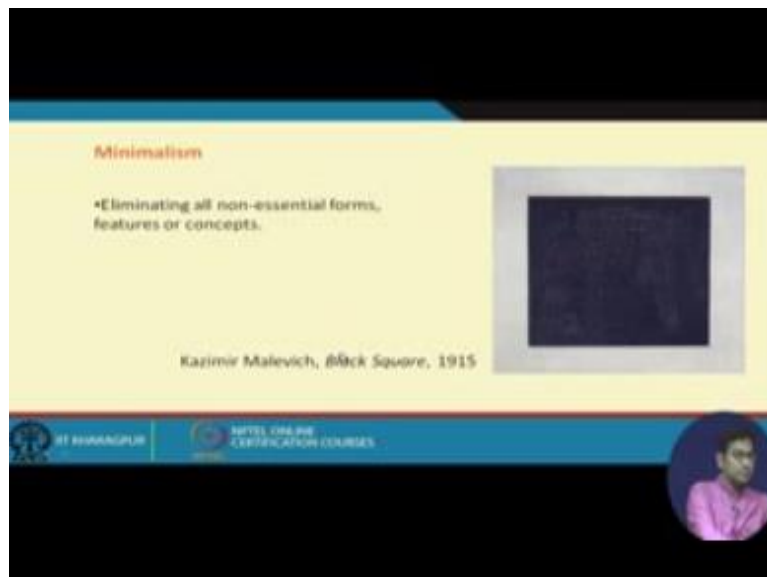 Minimalism
•Eliminating all non-essential forms,
features or concepts.
Kazimir Malevich, Black Square, 1915
IIT KHARAGPUR
NPTEL ONLINE
CERTIFICATION COURSES